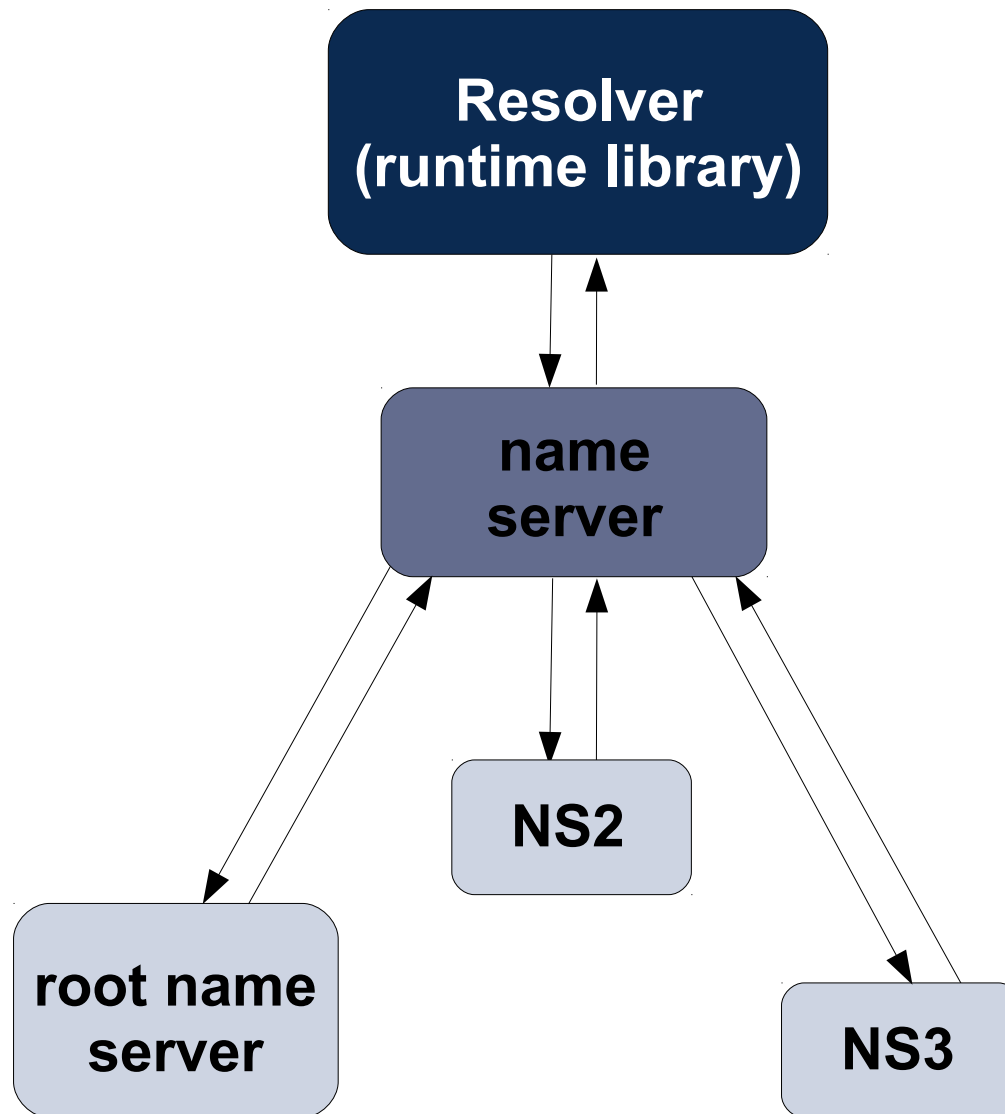 Resolver
(runtime library)
name
server
NS2
root name
server
NS3